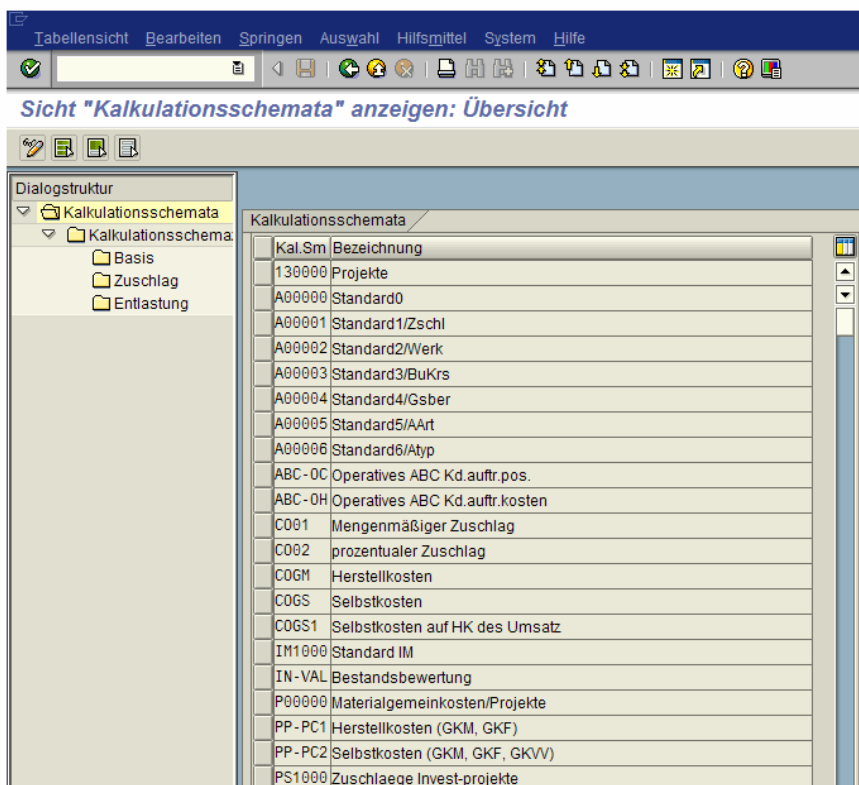 Tabellensicht Bearbeiten Springen Auswahl Hilfsmittel System Hilfe
Sicht "Kalkulationsschemata" anzeigen: Übersicht
Dialogstruktur
Kalkulationsschemata
Kalkulationsschema:
Basis
Zuschlag
Entlastung
Kalkulationsschemata
Kal.Sm Bezeichnung
130000 Projekte
A00000 Standard0
A00001 Standard1/Zschl
A00002 Standard2/Werk
A00003 Standard3/BuKrs
A00004 Standard4/Gsber
A00005 Standard5/AArt
A00006 Standard6/Atyp
ABC-OC Operatives ABC Kd.auftr.pos.
ABC-OH Operatives ABC Kd.auftr.kosten
CO01 Mengenmäßiger Zuschlag
CO02 prozentualer Zuschlag
COGM Herstellkosten
COGS Selbstkosten
COGS1 Selbstkosten auf HK des Umsatz
IM1000 Standard IM
IN-VAL Bestandsbewertung
P00000 Materialgemeinkosten/Projekte
PP-PC1 Herstellkosten (GKM, GKF)
PP-PC2 Selbstkosten (GKM, GKF, GKVV)
PS1000 Zuschlaege Invest-projekte